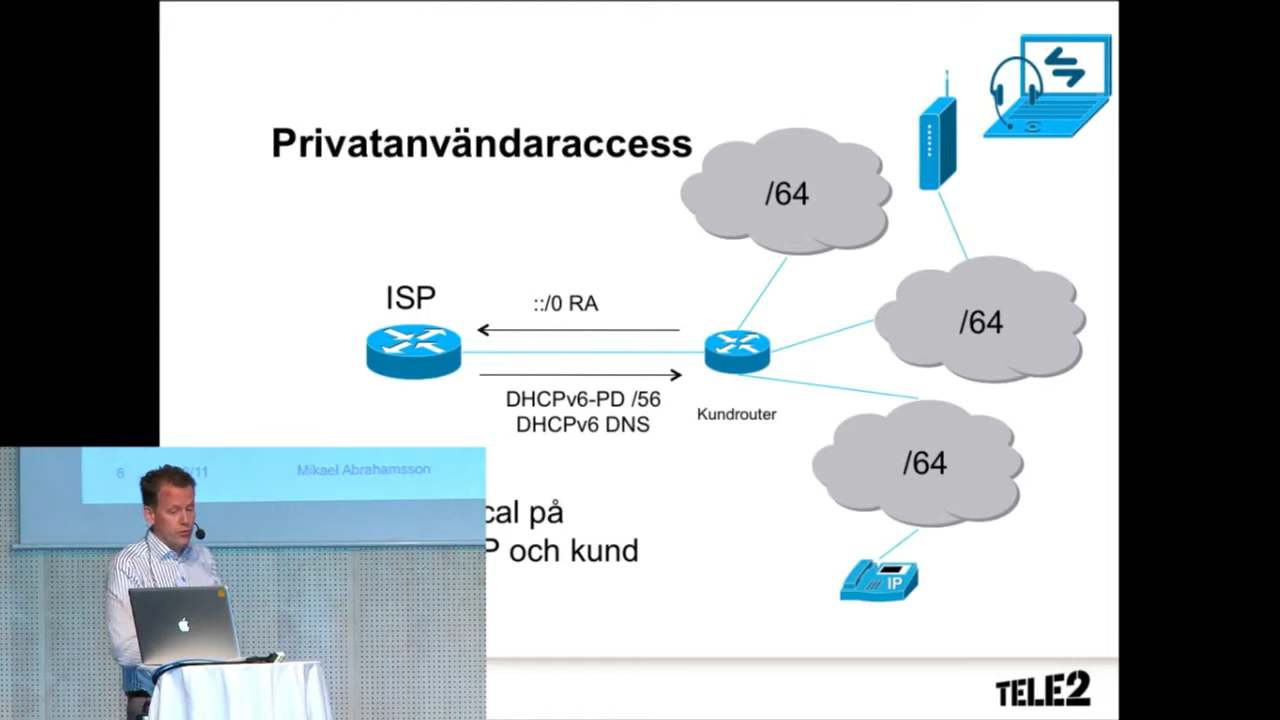 Privatanvändaraccess
/64
ISP
::/0 RA
/64
DHCPv6-PD /56
DHCPv6 DNS
Kundrouter
/64
6
Mikael Abrahamsson
på
och kund
IP
TELE2